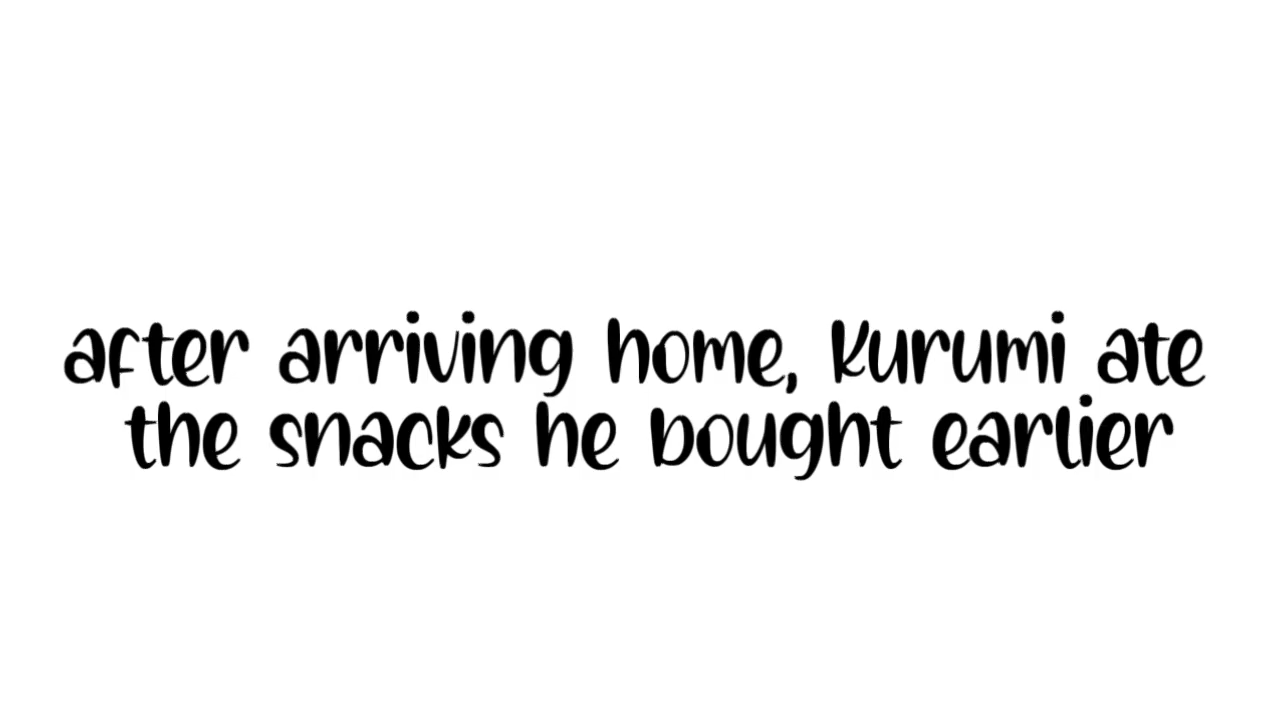 after arriving home, kurumi ate
the snacks he bought earlier